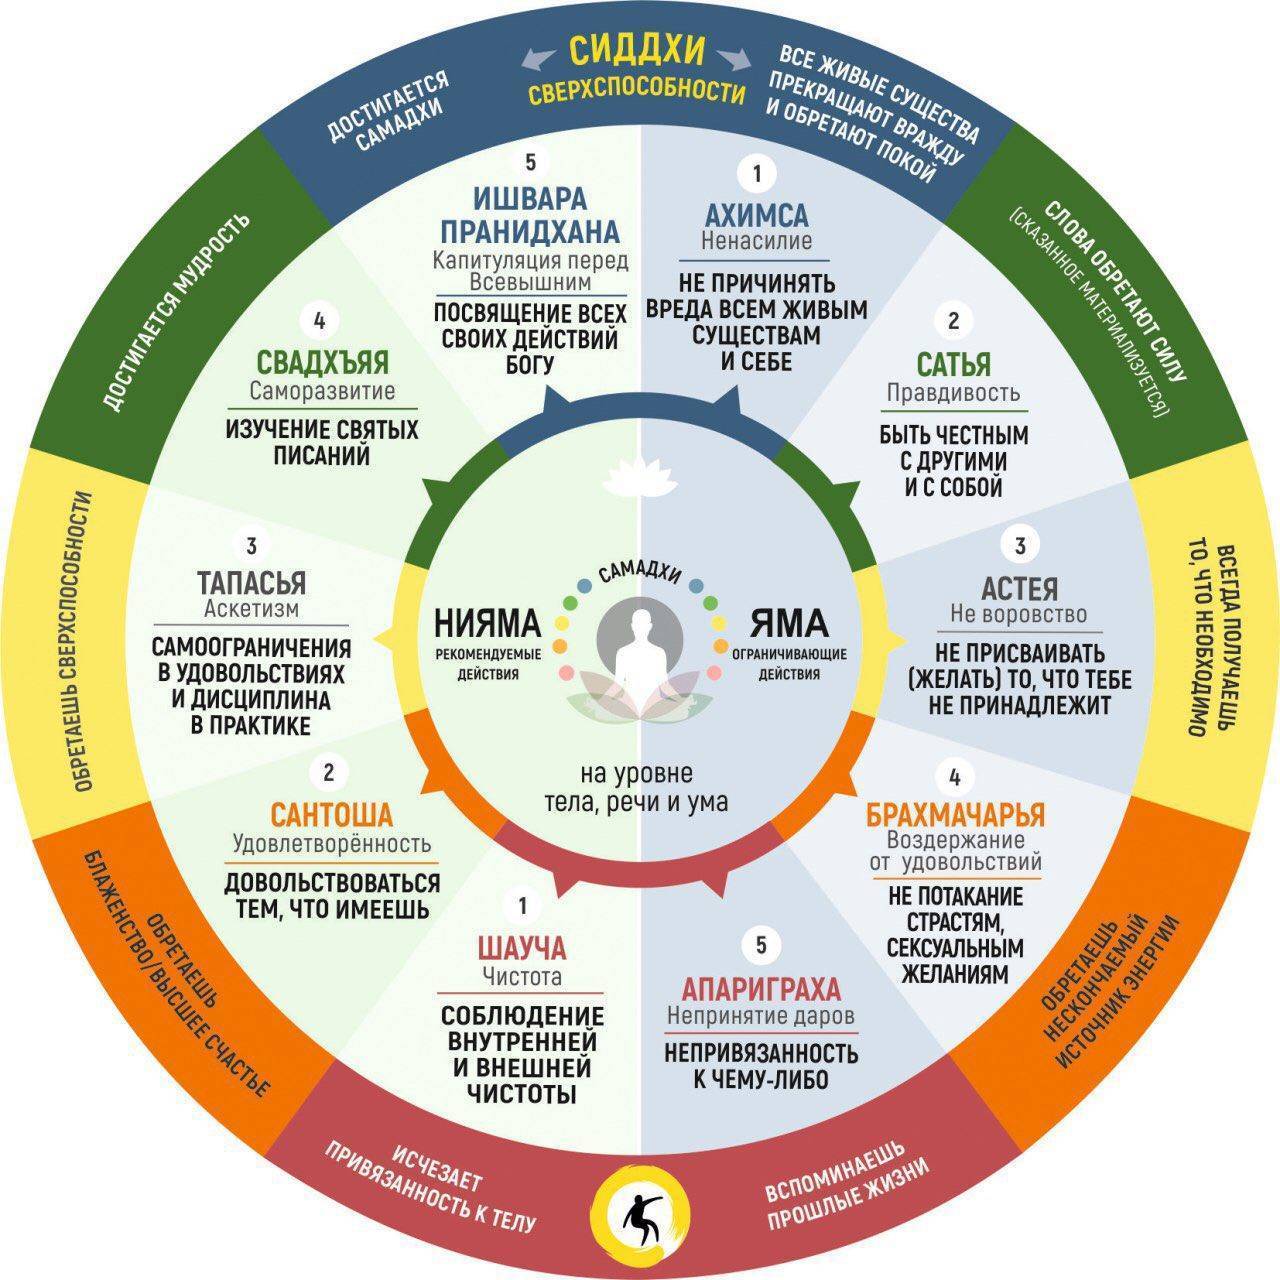 СИДДХИ
СВЕРХСПОСОБНОСТИ
ВСЕ ЖИВЫЕ СУЩЕСТВА
ПРЕКРАЩАЮТ ВРАЖДУ
И ОБРЕТАЮТ ПОКОЙ
1
АХИМСА
Ненасилие
НЕ ПРИЧИНЯТЬ
ВРЕДА ВСЕМ ЖИВЫМ
СУЩЕСТВАМ
И СЕБЕ
СЛОВА ОБРЕТАЮТ СИЛУ
(СКАЗАННОЕ МАТЕРИАЛИЗУЕТСЯ)
2
САТЬЯ
Правдивость
БЫТЬ ЧЕСТНЫМ
С ДРУГИМИ
И С СОБОЙ
ВСЕГДА ПОЛУЧАЕШЬ
ТО, ЧТО НЕОБХОДИМО
3
АСТЕЯ
Не воровство
НЕ ПРИСВАИВАТЬ
(ЖЕЛАТЬ) ТО, ЧТО ТЕБЕ
НЕ ПРИНАДЛЕЖИТ
ОБРЕТАЕШЬ
НЕСКОНЧАЕМЫЙ
ИСТОЧНИК ЭНЕРГИИ
4
БРАХМАЧАРЬЯ
Воздержание
от удовольствий
НЕ ПОТАКАНИЕ
СТРАСТЯМ,
СЕКСУАЛЬНЫМ
ЖЕЛАНИЯМ
ВСПОМИНАЕШЬ
ПРОШЛЫЕ ЖИЗНИ
5
АПАРИГРАХА
Непринятие даров
НЕПРИВЯЗАННОСТЬ
К ЧЕМУ-ЛИБО
ИСЧЕЗАЕТ
ПРИВЯЗАННОСТЬ К ТЕЛУ
1
ШАУЧА
Чистота
СОБЛЮДЕНИЕ
ВНУТРЕННЕЙ
И ВНЕШНЕЙ
ЧИСТОТЫ
ОБРЕТАЕШЬ
БЛАЖЕНСТВО/ВЫСШЕЕ СЧАСТЬЕ
2
САНТОША
Удовлетворённость
ДОВОЛЬСТВОВАТЬСЯ
ТЕМ, ЧТО ИМЕЕШЬ
ОБРЕТАЕШЬ СВЕРХСПОСОБНОСТИ
3
ТАПАСЬЯ
Аскетизм
САМООГРАНИЧЕНИЯ
В УДОВОЛЬСТВИЯХ
И ДИСЦИПЛИНА
В ПРАКТИКЕ
ДОСТИГАЕТСЯ МУДРОСТЬ
4
СВАДХЪЯЯ
Саморазвитие
ИЗУЧЕНИЕ СВЯТЫХ
ПИСАНИЙ
ДОСТИГАЕТСЯ
САМАДХИ
5
ИШВАРА
ПРАНИДХАНА
Капитуляция перед
Всевышним
ПОСВЯЩЕНИЕ ВСЕХ
СВОИХ ДЕЙСТВИЙ
БОГУ
САМАДХИ
НИЯМА
РЕКОМЕНДУЕМЫЕ
ДЕЙСТВИЯ
ЯМА
ОГРАНИЧИВАЮЩИЕ
ДЕЙСТВИЯ
на уровне
тела, речи и ума